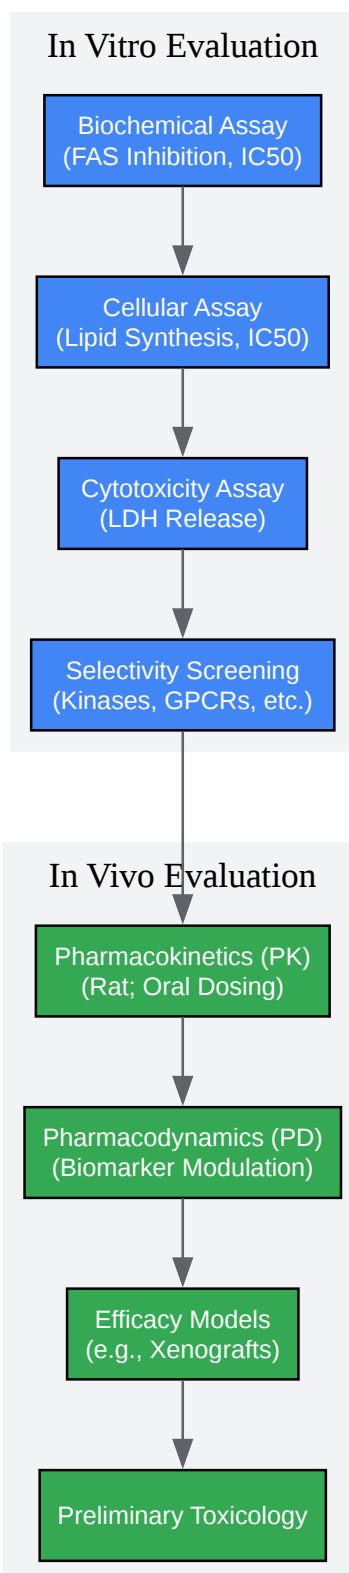 In Vitro Evaluation
Biochemical Assay
(FAS Inhibition, IC50)
Cellular Assay
(Lipid Synthesis, IC50)
Cytotoxicity Assay
(LDH Release)
Selectivity Screening
(Kinases, GPCRs, etc.)
In Vivo Evaluation
Pharmacokinetics (PK)
(Rat; Oral Dosing)
Pharmacodynamics (PD)
(Biomarker Modulation)
Efficacy Models
(e.g., Xenografts)
Preliminary Toxicology